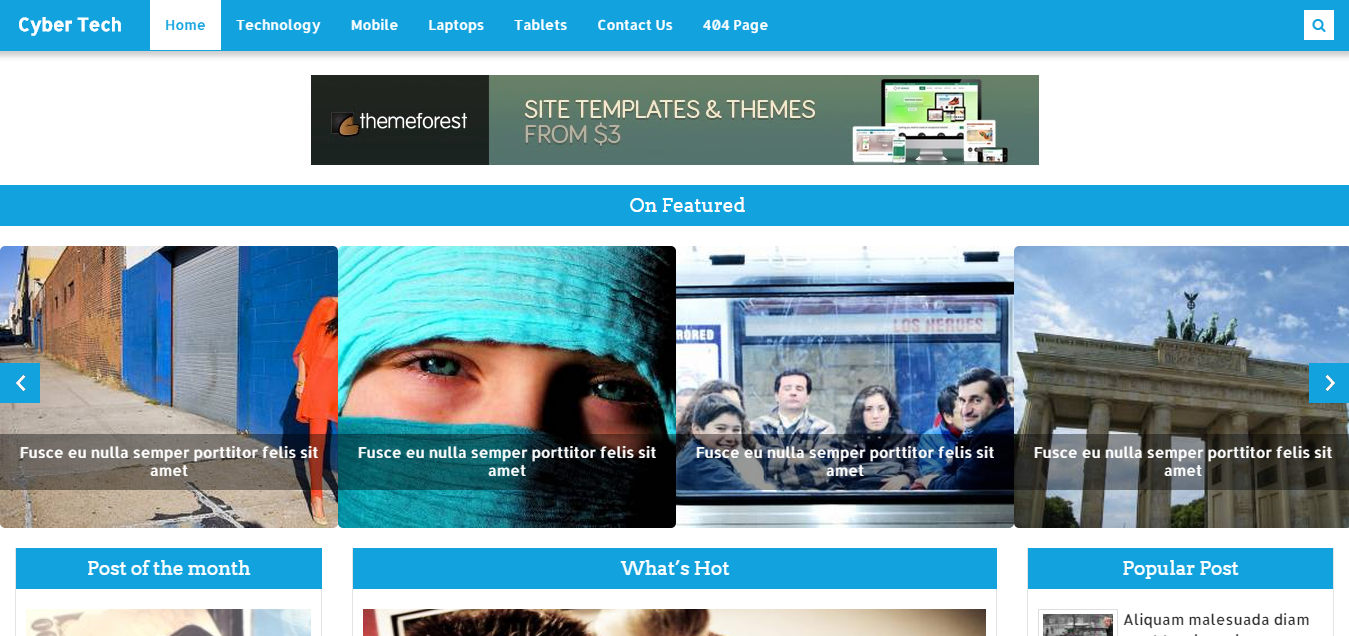 Cyber Tech
Home
Technology
Mobile
Laptops
Tablets
Contact Us
404 Page
themeforest
SITE TEMPLATES & THEMES
FROM $3
On Featured
RORED
LOS HEROES
Fusce eu nulla semper porttitor felis sit
amet
Fusce eu nulla semper porttitor felis sit
amet
Fusce eu nulla semper porttitor felis sit
amet
Fusce eu nulla semper porttitor felis sit
amet
Post of the month
What's Hot
Popular Post
Aliquam malesuada diam